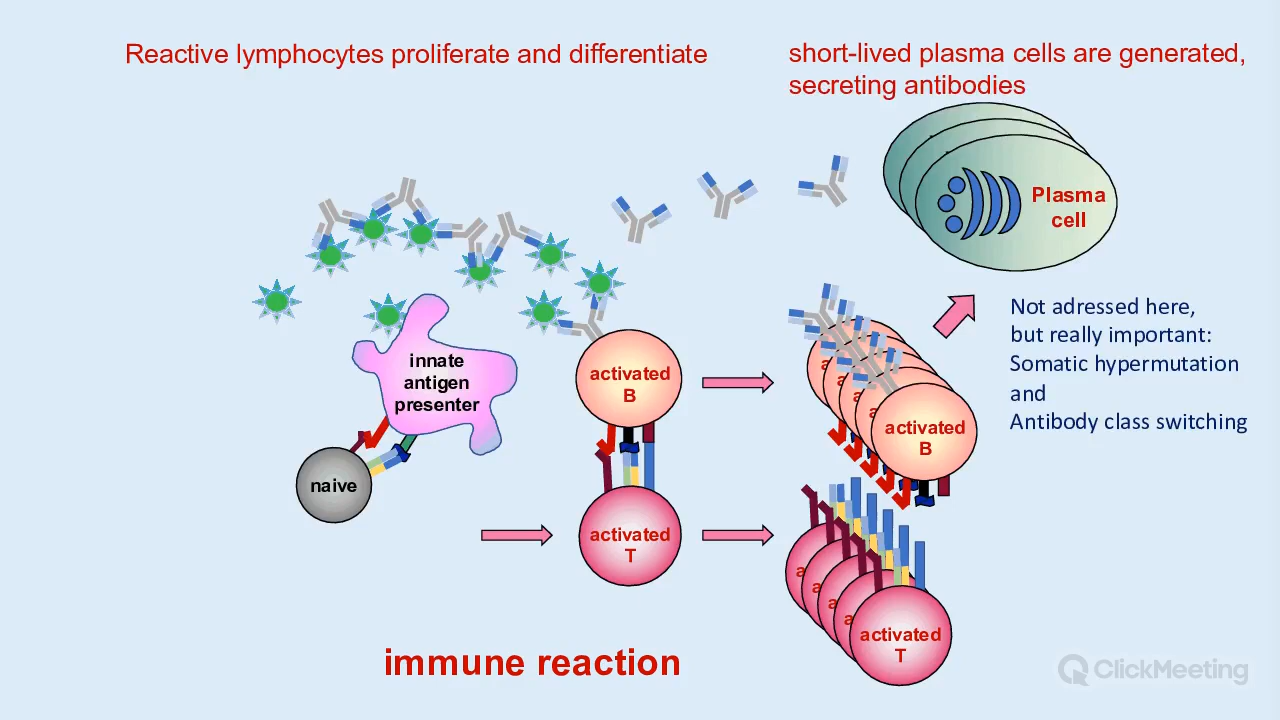 Reactive lymphocytes proliferate and differentiate
short-lived plasma cells are generated,
secreting antibodies
Plasma
cell
Not adressed here,
but really important:
Somatic hypermutation
and
Antibody class switching
innate
antigen
presenter
activated
B
activated
B
naive
activated
T
activated
T
immune reaction
ClickMeeting